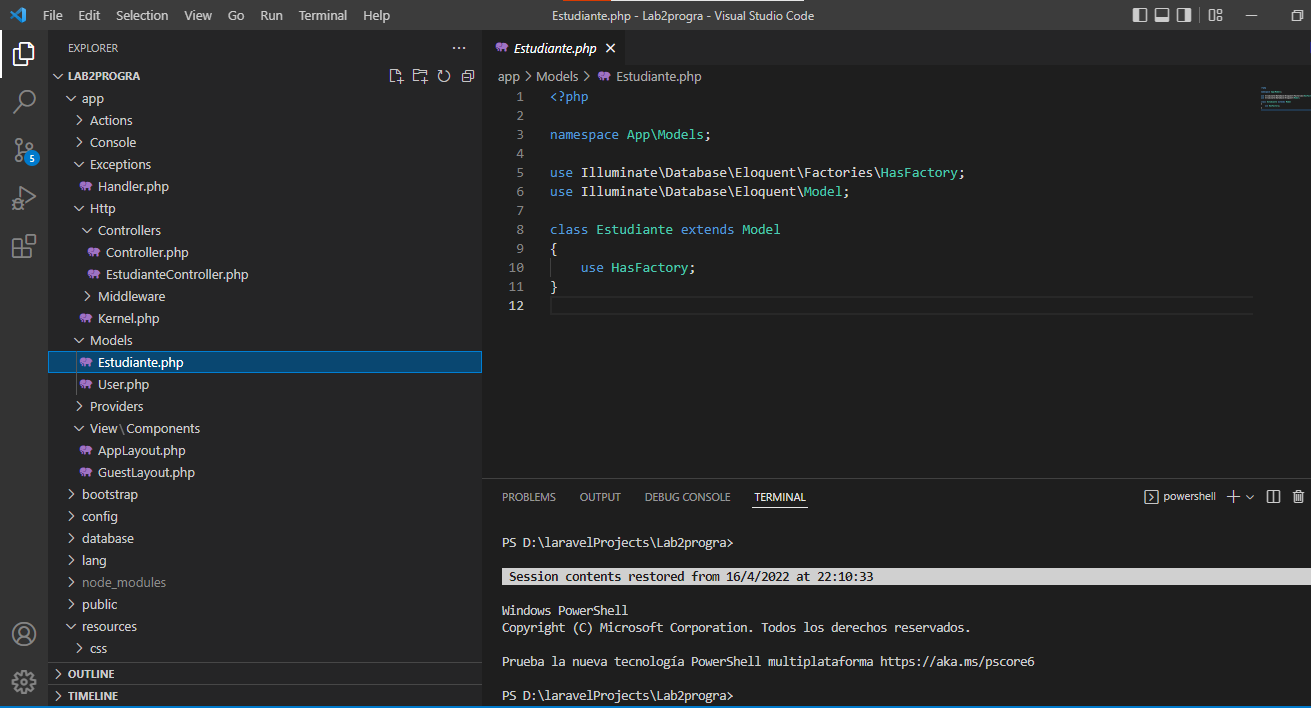 File Edit Selection View Go Run Terminal Help
Estudiante.php - Lab2progra - Visual Studio Code
EXPLORER
LAB2PROGRA
app
Actions
Console
Exceptions
Handler.php
Http
Controllers
Controller.php
EstudianteController.php
Middleware
Kernel.php
Models
Estudiante.php
User.php
Providers
View\Components
AppLayout.php
GuestLayout.php
bootstrap
config
database
lang
node_modules
public
resources
css
OUTLINE
TIMELINE
5
Estudiante.php
app > Models > Estudiante.php
1 <?php
2
3 namespace App\Models;
4
5 use Illuminate\Database\Eloquent\Factories\HasFactory;
6 use Illuminate\Database\Eloquent\Model;
7
8 class Estudiante extends Model
9 {
10 use HasFactory;
11 }
12
PROBLEMS OUTPUT DEBUG CONSOLE TERMINAL
powershell
PS D:\laravelProjects\Lab2progra>
Session contents restored from 16/4/2022 at 22:10:33
Windows PowerShell
Copyright (C) Microsoft Corporation. Todos los derechos reservados.
Prueba la nueva tecnología PowerShell multiplataforma https://aka.ms/pscore6
PS D:\laravelProjects\Lab2progra>